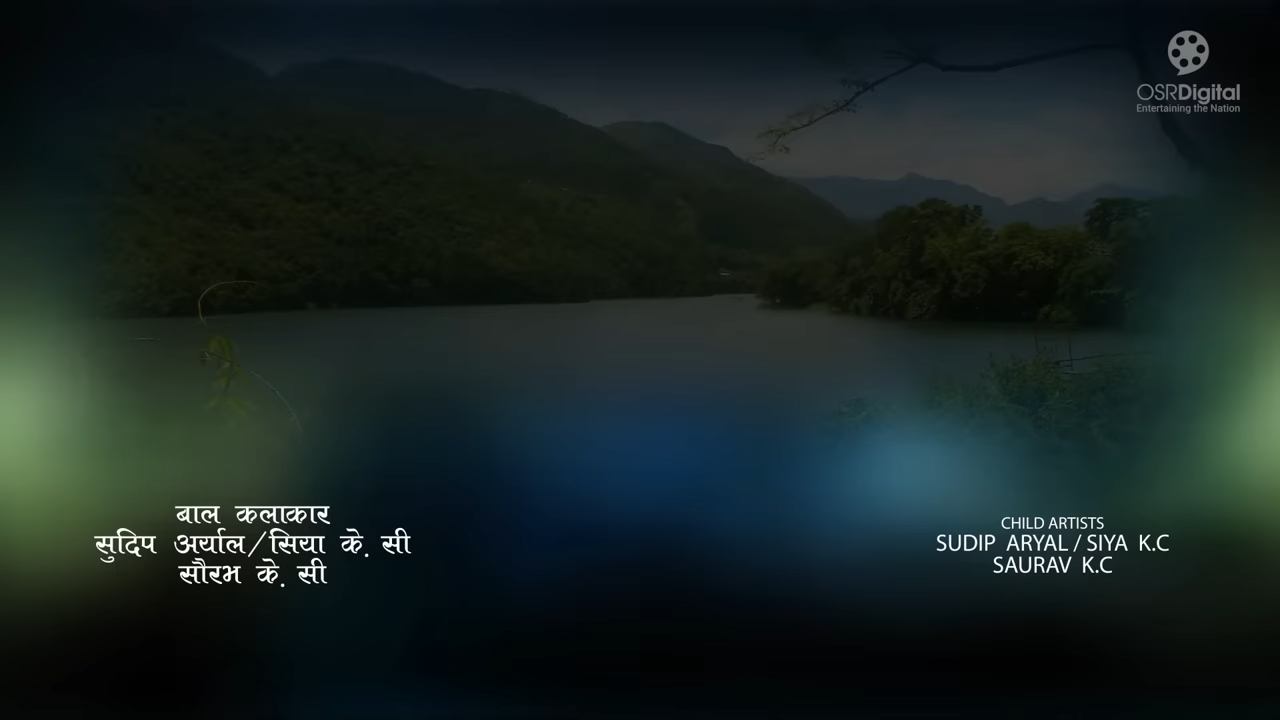 OSRDigital
Entertaining the Nation
बाल कलाकार
सुदिप अर्याल/सिया के. सी
सौरभ के. सी
CHILD ARTISTS
SUDIP ARYAL / SIYA K.C
SAURAV K.C